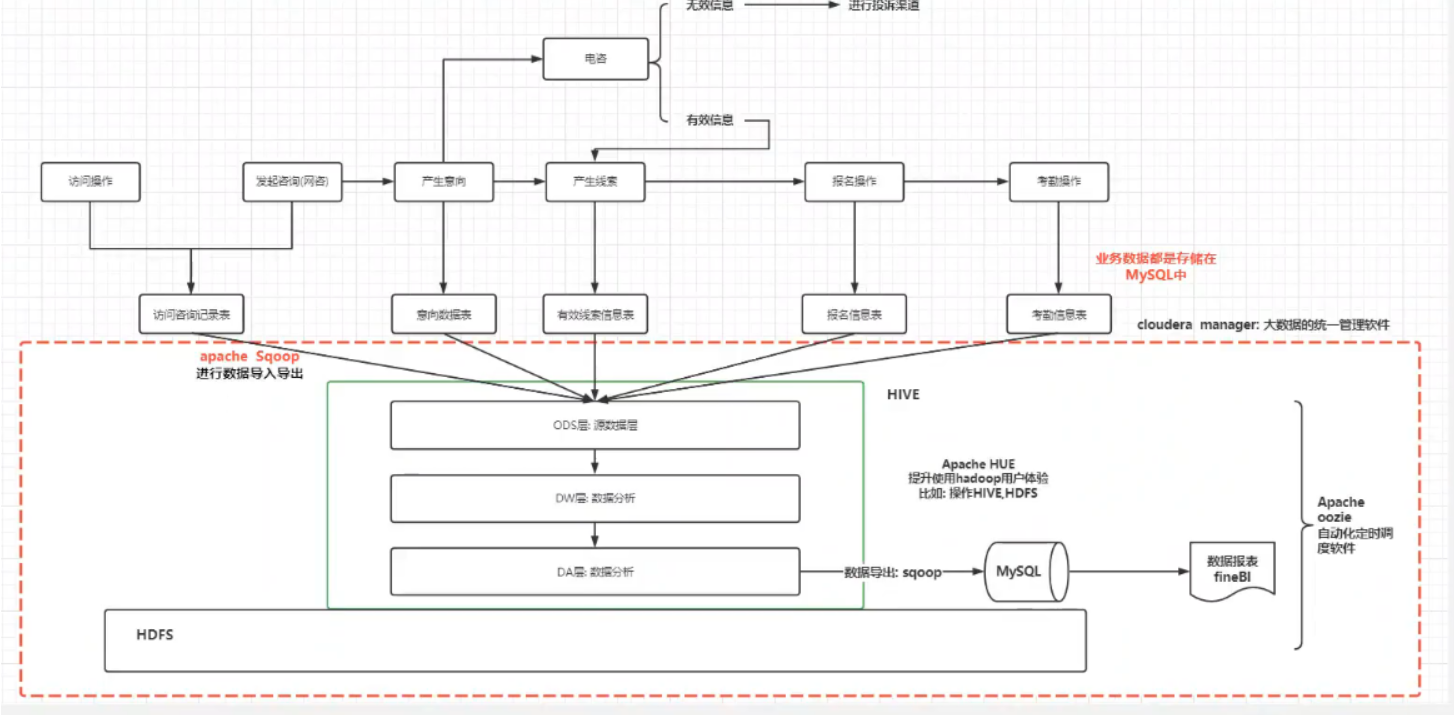 无效信息
进行投诉渠道
电咨
有效信息
访问操作
发起咨询(网咨)
产生意向
产生线索
报名操作
考勤操作
业务数据都是存储在
MySQL中
访问咨询记录表
意向数据表
有效线索信息表
报名信息表
考勤信息表
cloudera manager: 大数据的统一管理软件
apache Sqoop
进行数据导入导出
HIVE
ODS层: 源数据层
Apache HUE
提升使用hadoop用户体验
比如: 操作HIVE,HDFS
DW层: 数据分析
Apache
oozie
自动化定时调
度软件
DA层: 数据分析
数据导出: sqoop
MySQL
数据报表
fineBI
HDFS